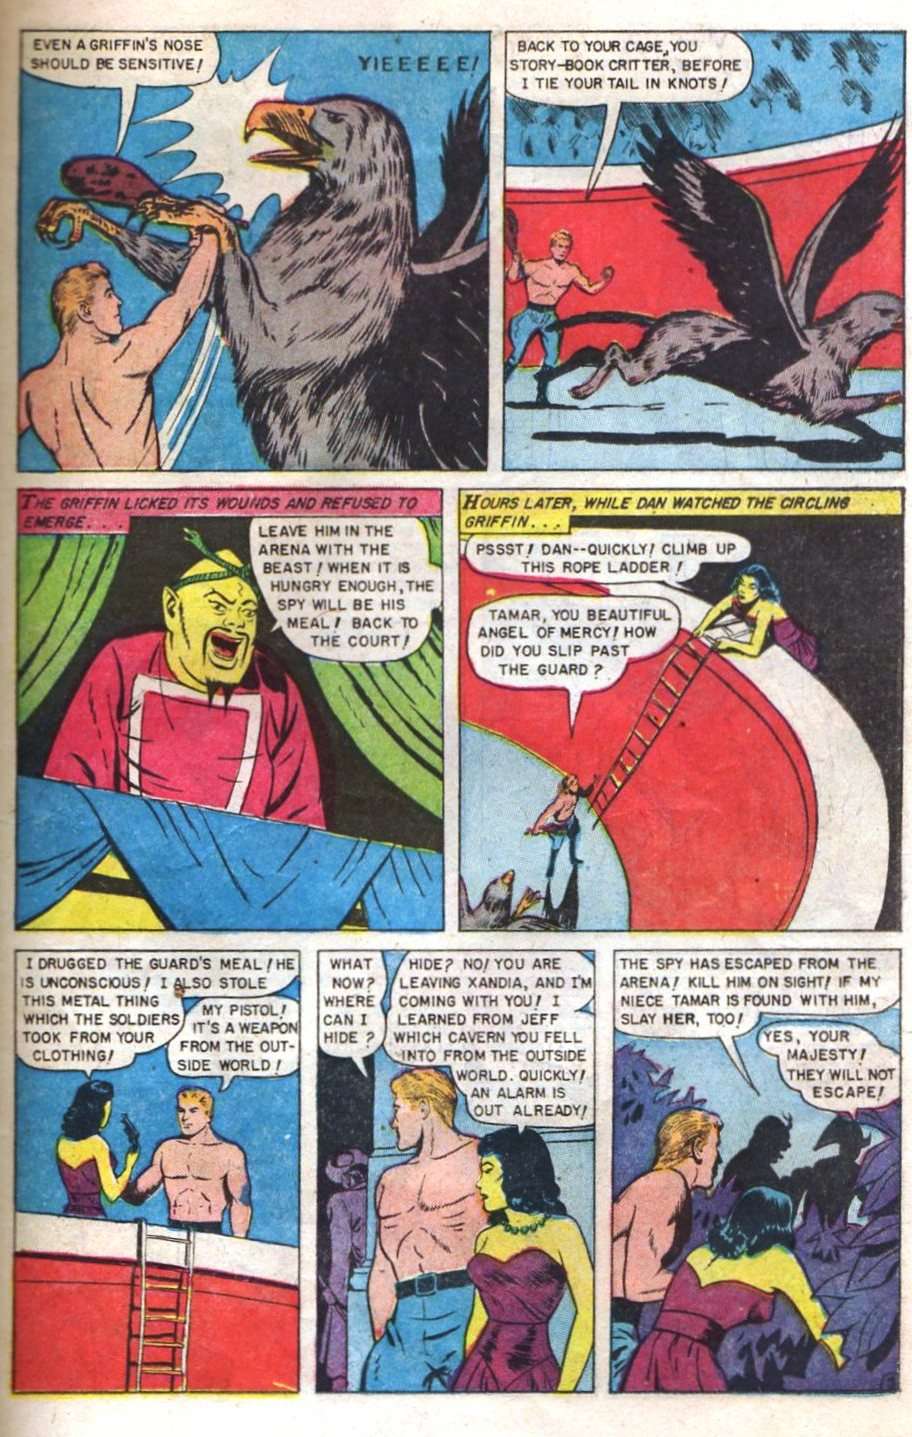 EVEN A GRIFFIN'S NOSE
SHOULD BE SENSITIVE!
YIEEEEEE!
BACK TO YOUR CAGE, YOU
STORY-BOOK CRITTER, BEFORE
I TIE YOUR TAIL IN KNOTS!
THE GRIFFIN LICKED ITS WOUNDS AND REFUSED TO
EMERGE...
LEAVE HIM IN THE
ARENA WITH THE
BEAST! WHEN IT IS
HUNGRY ENOUGH, THE
SPY WILL BE HIS
MEAL! BACK TO
THE COURT!
HOURS LATER, WHILE DAN WATCHED THE CIRCLING
GRIFFIN...
PSSST! DAN--QUICKLY! CLIMB UP
THIS ROPE LADDER!
TAMAR, YOU BEAUTIFUL
ANGEL OF MERCY! HOW
DID YOU SLIP PAST
THE GUARD?
I DRUGGED THE GUARD'S MEAL! HE
IS UNCONSCIOUS! I ALSO STOLE
THIS METAL THING
WHICH THE SOLDIERS
TOOK FROM YOUR
CLOTHING!
MY PISTOL!
IT'S A WEAPON
FROM THE OUT-
SIDE WORLD!
WHAT
NOW?
WHERE
CAN I
HIDE?
HIDE? NO! YOU ARE
LEAVING XANDIA, AND I'M
COMING WITH YOU! I
LEARNED FROM JEFF
WHICH CAVERN YOU FELL
INTO FROM THE OUTSIDE
WORLD. QUICKLY!
AN ALARM IS
OUT ALREADY!
THE SPY HAS ESCAPED FROM THE
ARENA! KILL HIM ON SIGHT! IF MY
NIECE TAMAR IS FOUND WITH HIM,
SLAY HER, TOO!
YES, YOUR
MAJESTY!
THEY WILL NOT
ESCAPE!